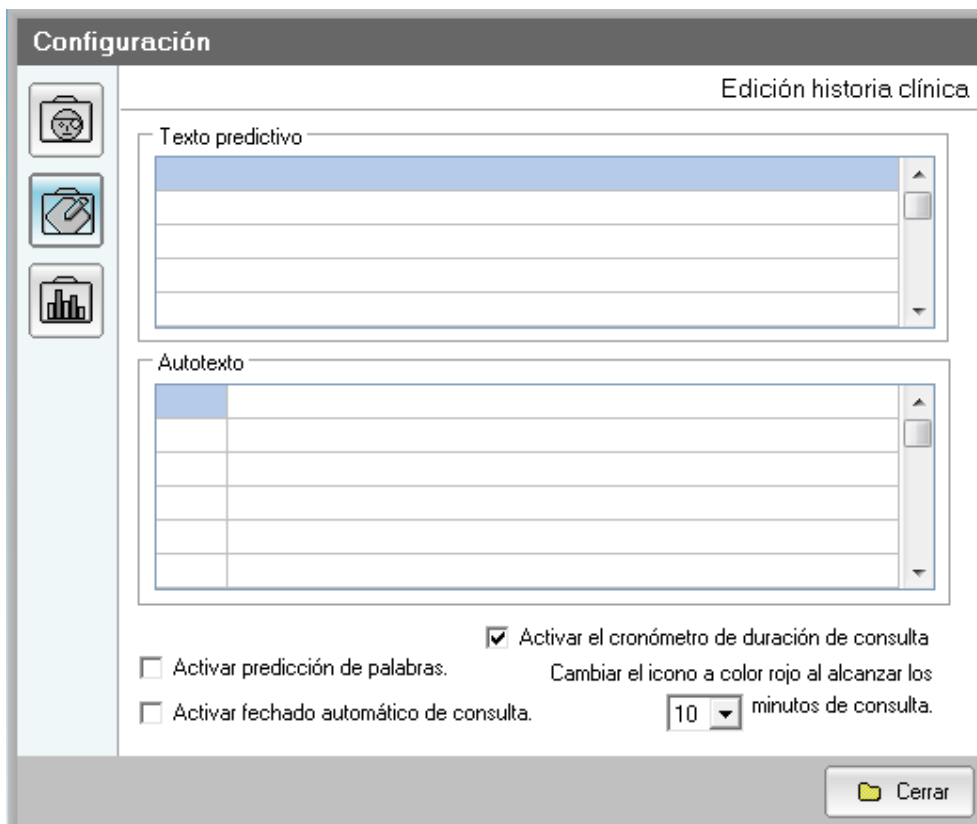 Configuración
Edición historia clínica
Texto predictivo
Autotexto
Activar el cronómetro de duración de consulta
Activar predicción de palabras.
Cambiar el icono a color rojo al alcanzar los
Activar fechado automático de consulta.
10 minutos de consulta.
Cerrar